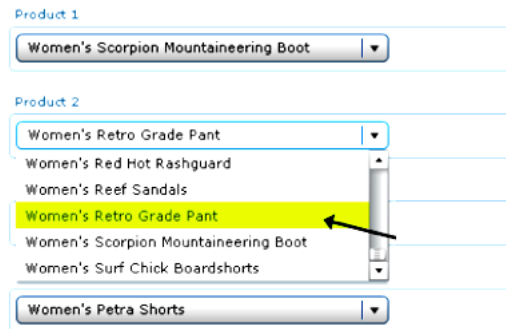 Product 1
Women's Scorpion Mountaineering Boot
Product 2
Women's Retro Grade Pant
Women's Red Hot Rashguard
Women's Reef Sandals
Women's Retro Grade Pant
Women's Scorpion Mountaineering Boot
Women's Surf Chick Boardshorts
Women's Petra Shorts